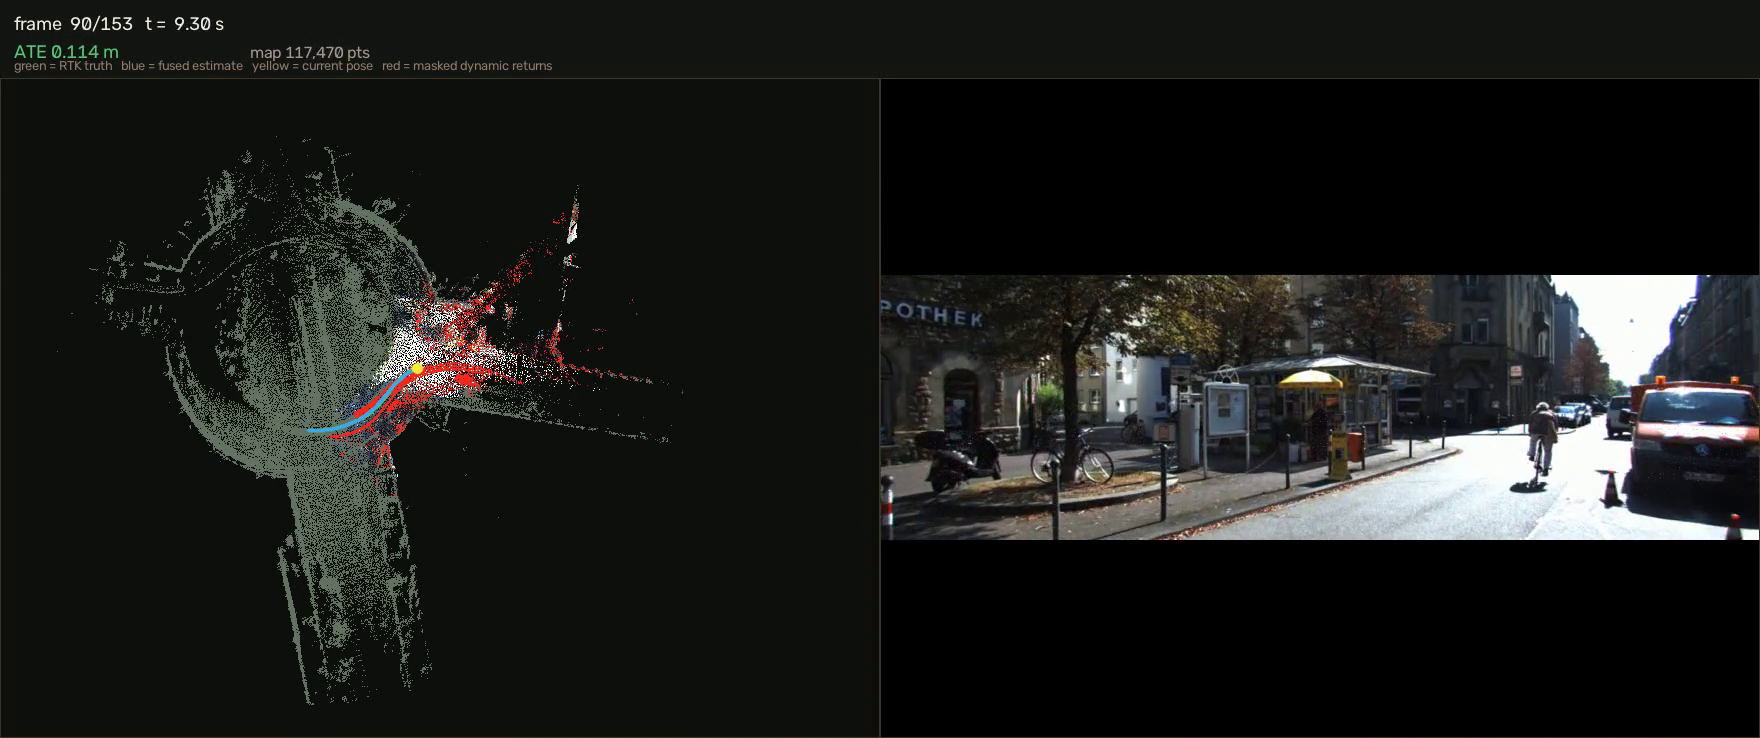 frame 90/153 t = 9.30 s
ATE 0.114 m map 117,470 pts
green = RTK truth blue = fused estimate yellow = current pose red = masked dynamic returns
POTHEK